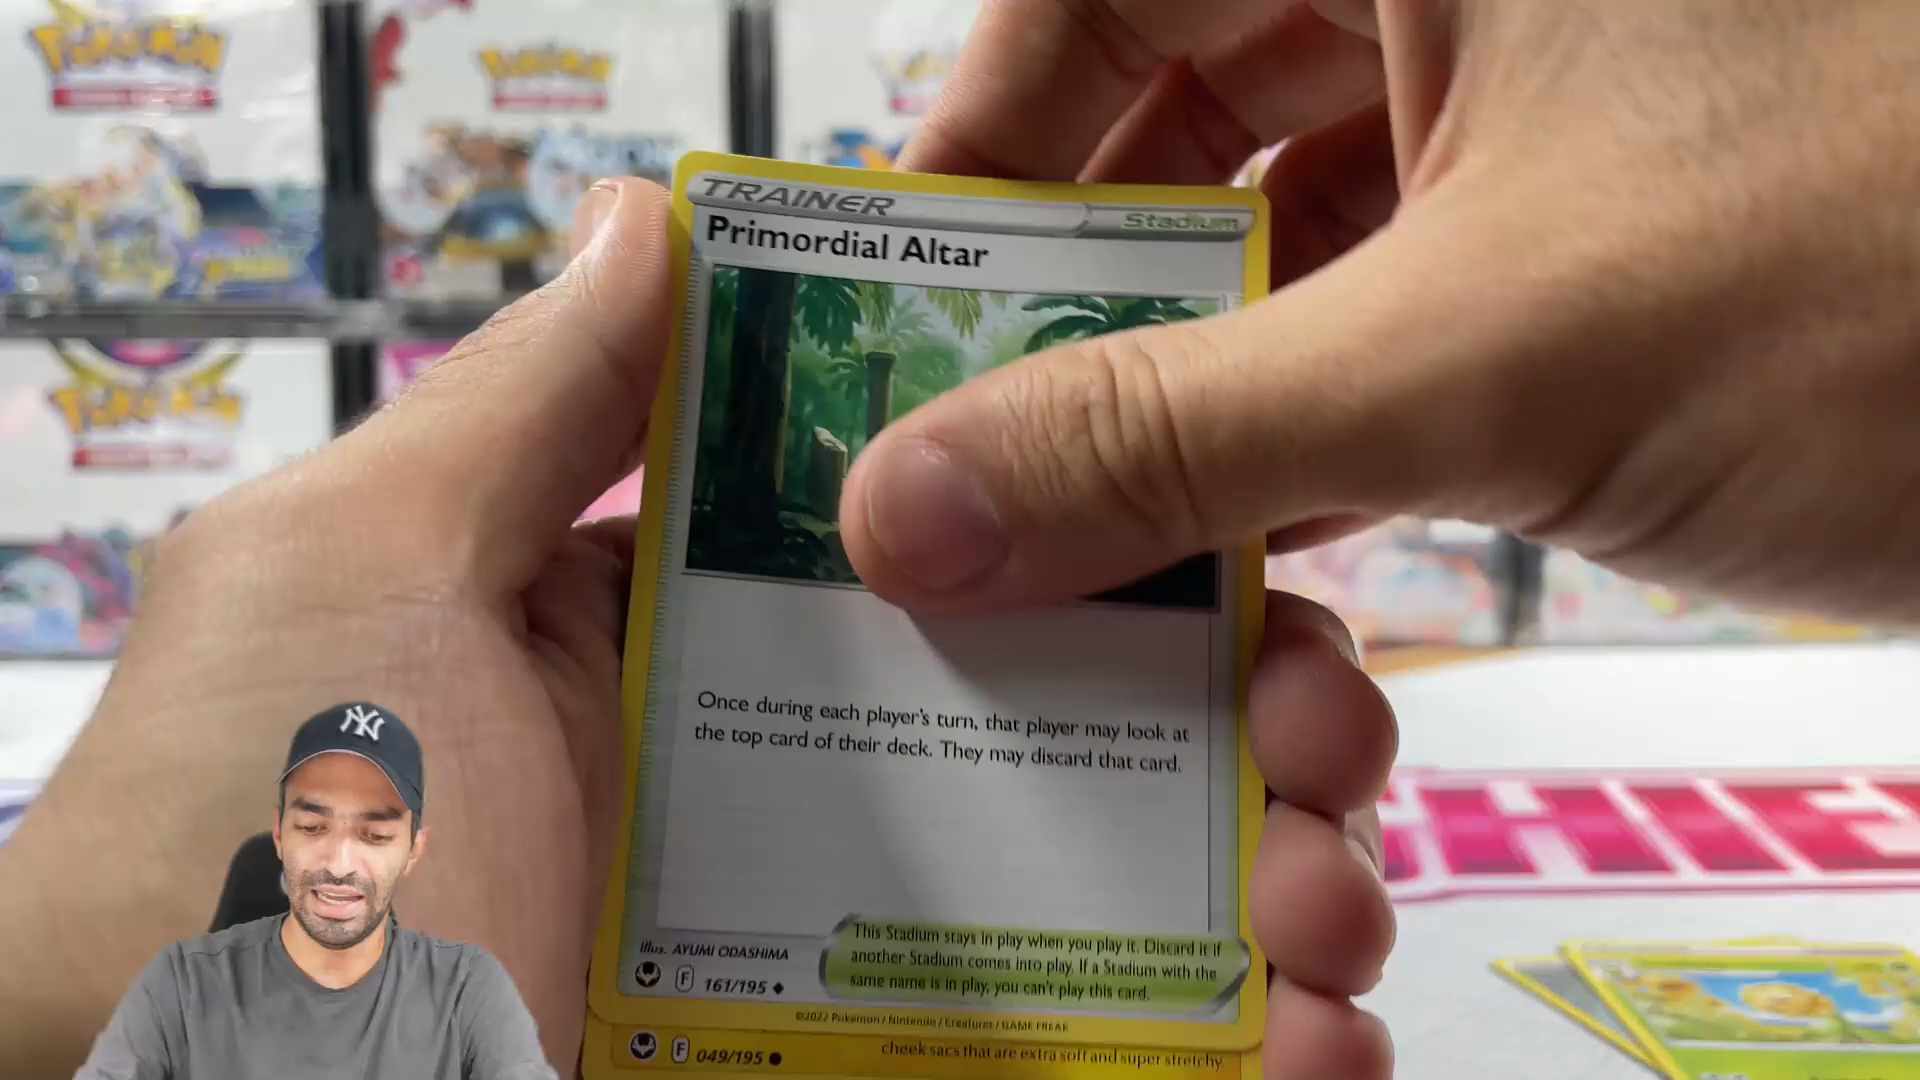 Pokémon
Pokémon
Pokémon
TRAINER
Stadium
Primordial Altar
Once during each player's turn, that player may look at
the top card of their deck. They may discard that card.
Illus. AYUMI ODASHIMA
F 161/195
This Stadium stays in play when you play it. Discard it if
another Stadium comes into play. If a Stadium with the
same name is in play, you can't play this card.
©2022 Pokémon / Nintendo / Creatures / GAME FREAK
F 049/195
cheek sacs that are extra soft and super stretchy.
NY